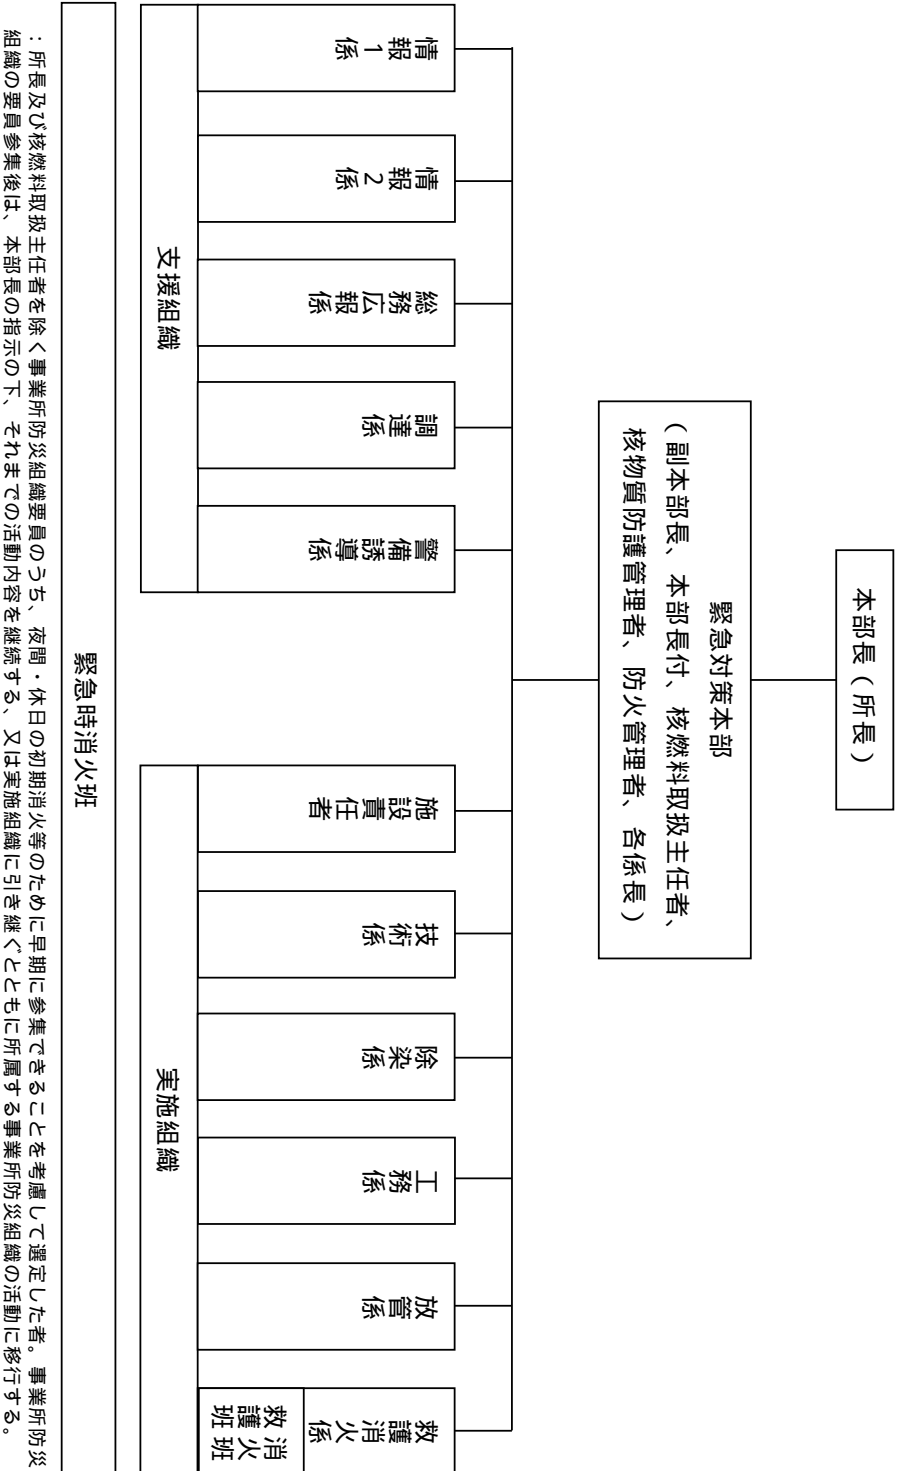 本部長（所長）
緊急対策本部
（副本部長、本部長付、核燃料取扱主任者、
核物質防護管理者、防火管理者、各係長）
情報1係
情報2係
総務広報係
調達係
警備誘導係
施設責任者
技術係
除染係
工務係
放管係
消火
救護係
消火班
救護班
支援組織
実施組織
緊急時消火班
：所長及び核燃料取扱主任者を除く事業所防災組織要員のうち、夜間・休日の初期消火等のために早期に参集できることを考慮して選定した者。事業所防災
組織の要員参集後は、本部長の指示の下、それまでの活動内容を継続する、又は実施組織に引き継ぐとともに所属する事業所防災組織の活動に移行する。